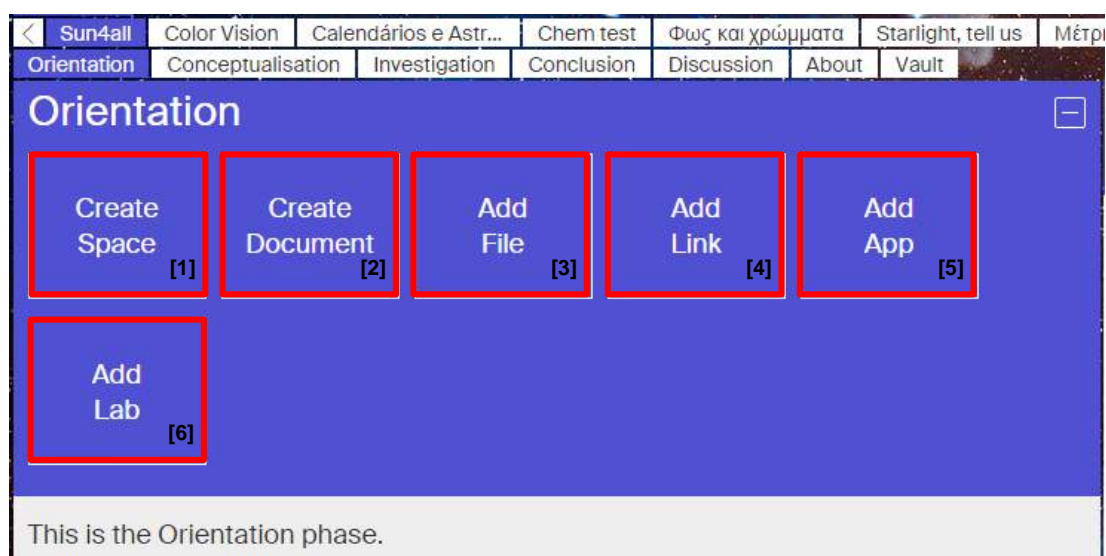 < Sun4all Color Vision Calendários e Astr... Chem test Φως και χρώμματα Starlight, tell us Μέτρη
Orientation Conceptualisation Investigation Conclusion Discussion About Vault
Orientation
Create Create Add Add Add
Space Document File Link App
[1] [2] [3] [4] [5]
Add
Lab
[6]
This is the Orientation phase.